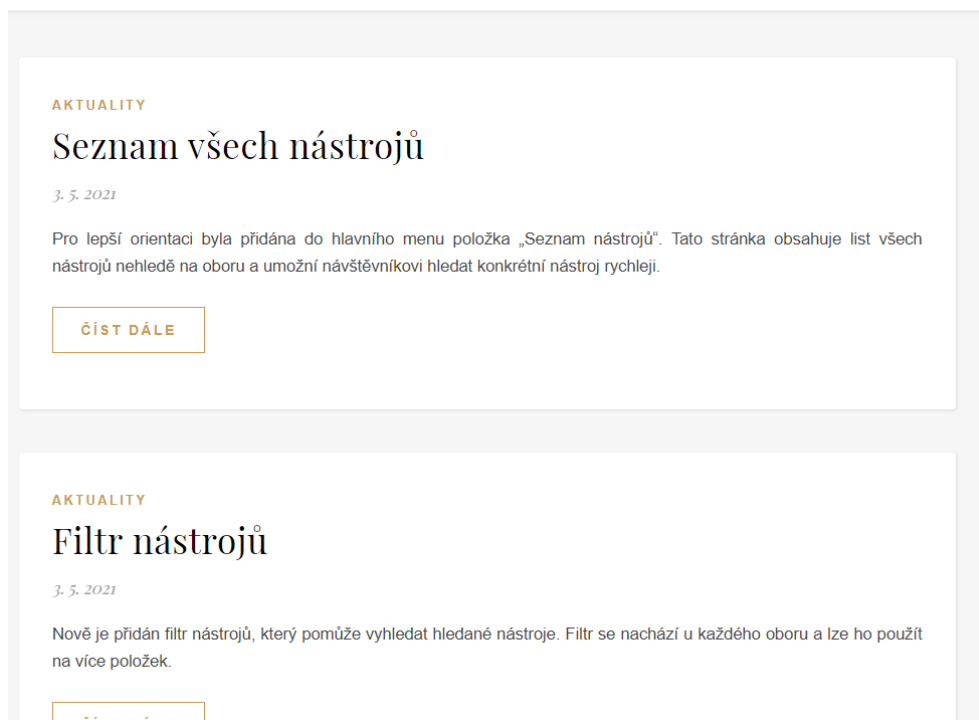 AKTUALITY
Seznam všech nástrojů
3. 5. 2021
Pro lepší orientaci byla přidána do hlavního menu položka „Seznam nástrojů“. Tato stránka obsahuje list všech
nástrojů nehledě na oboru a umožní návštěvníkovi hledat konkrétní nástroj rychleji.
ČÍST DÁLE
AKTUALITY
Filtr nástrojů
3. 5. 2021
Nově je přidán filtr nástrojů, který pomůže vyhledat hledané nástroje. Filtr se nachází u každého oboru a lze ho použít
na více položek.